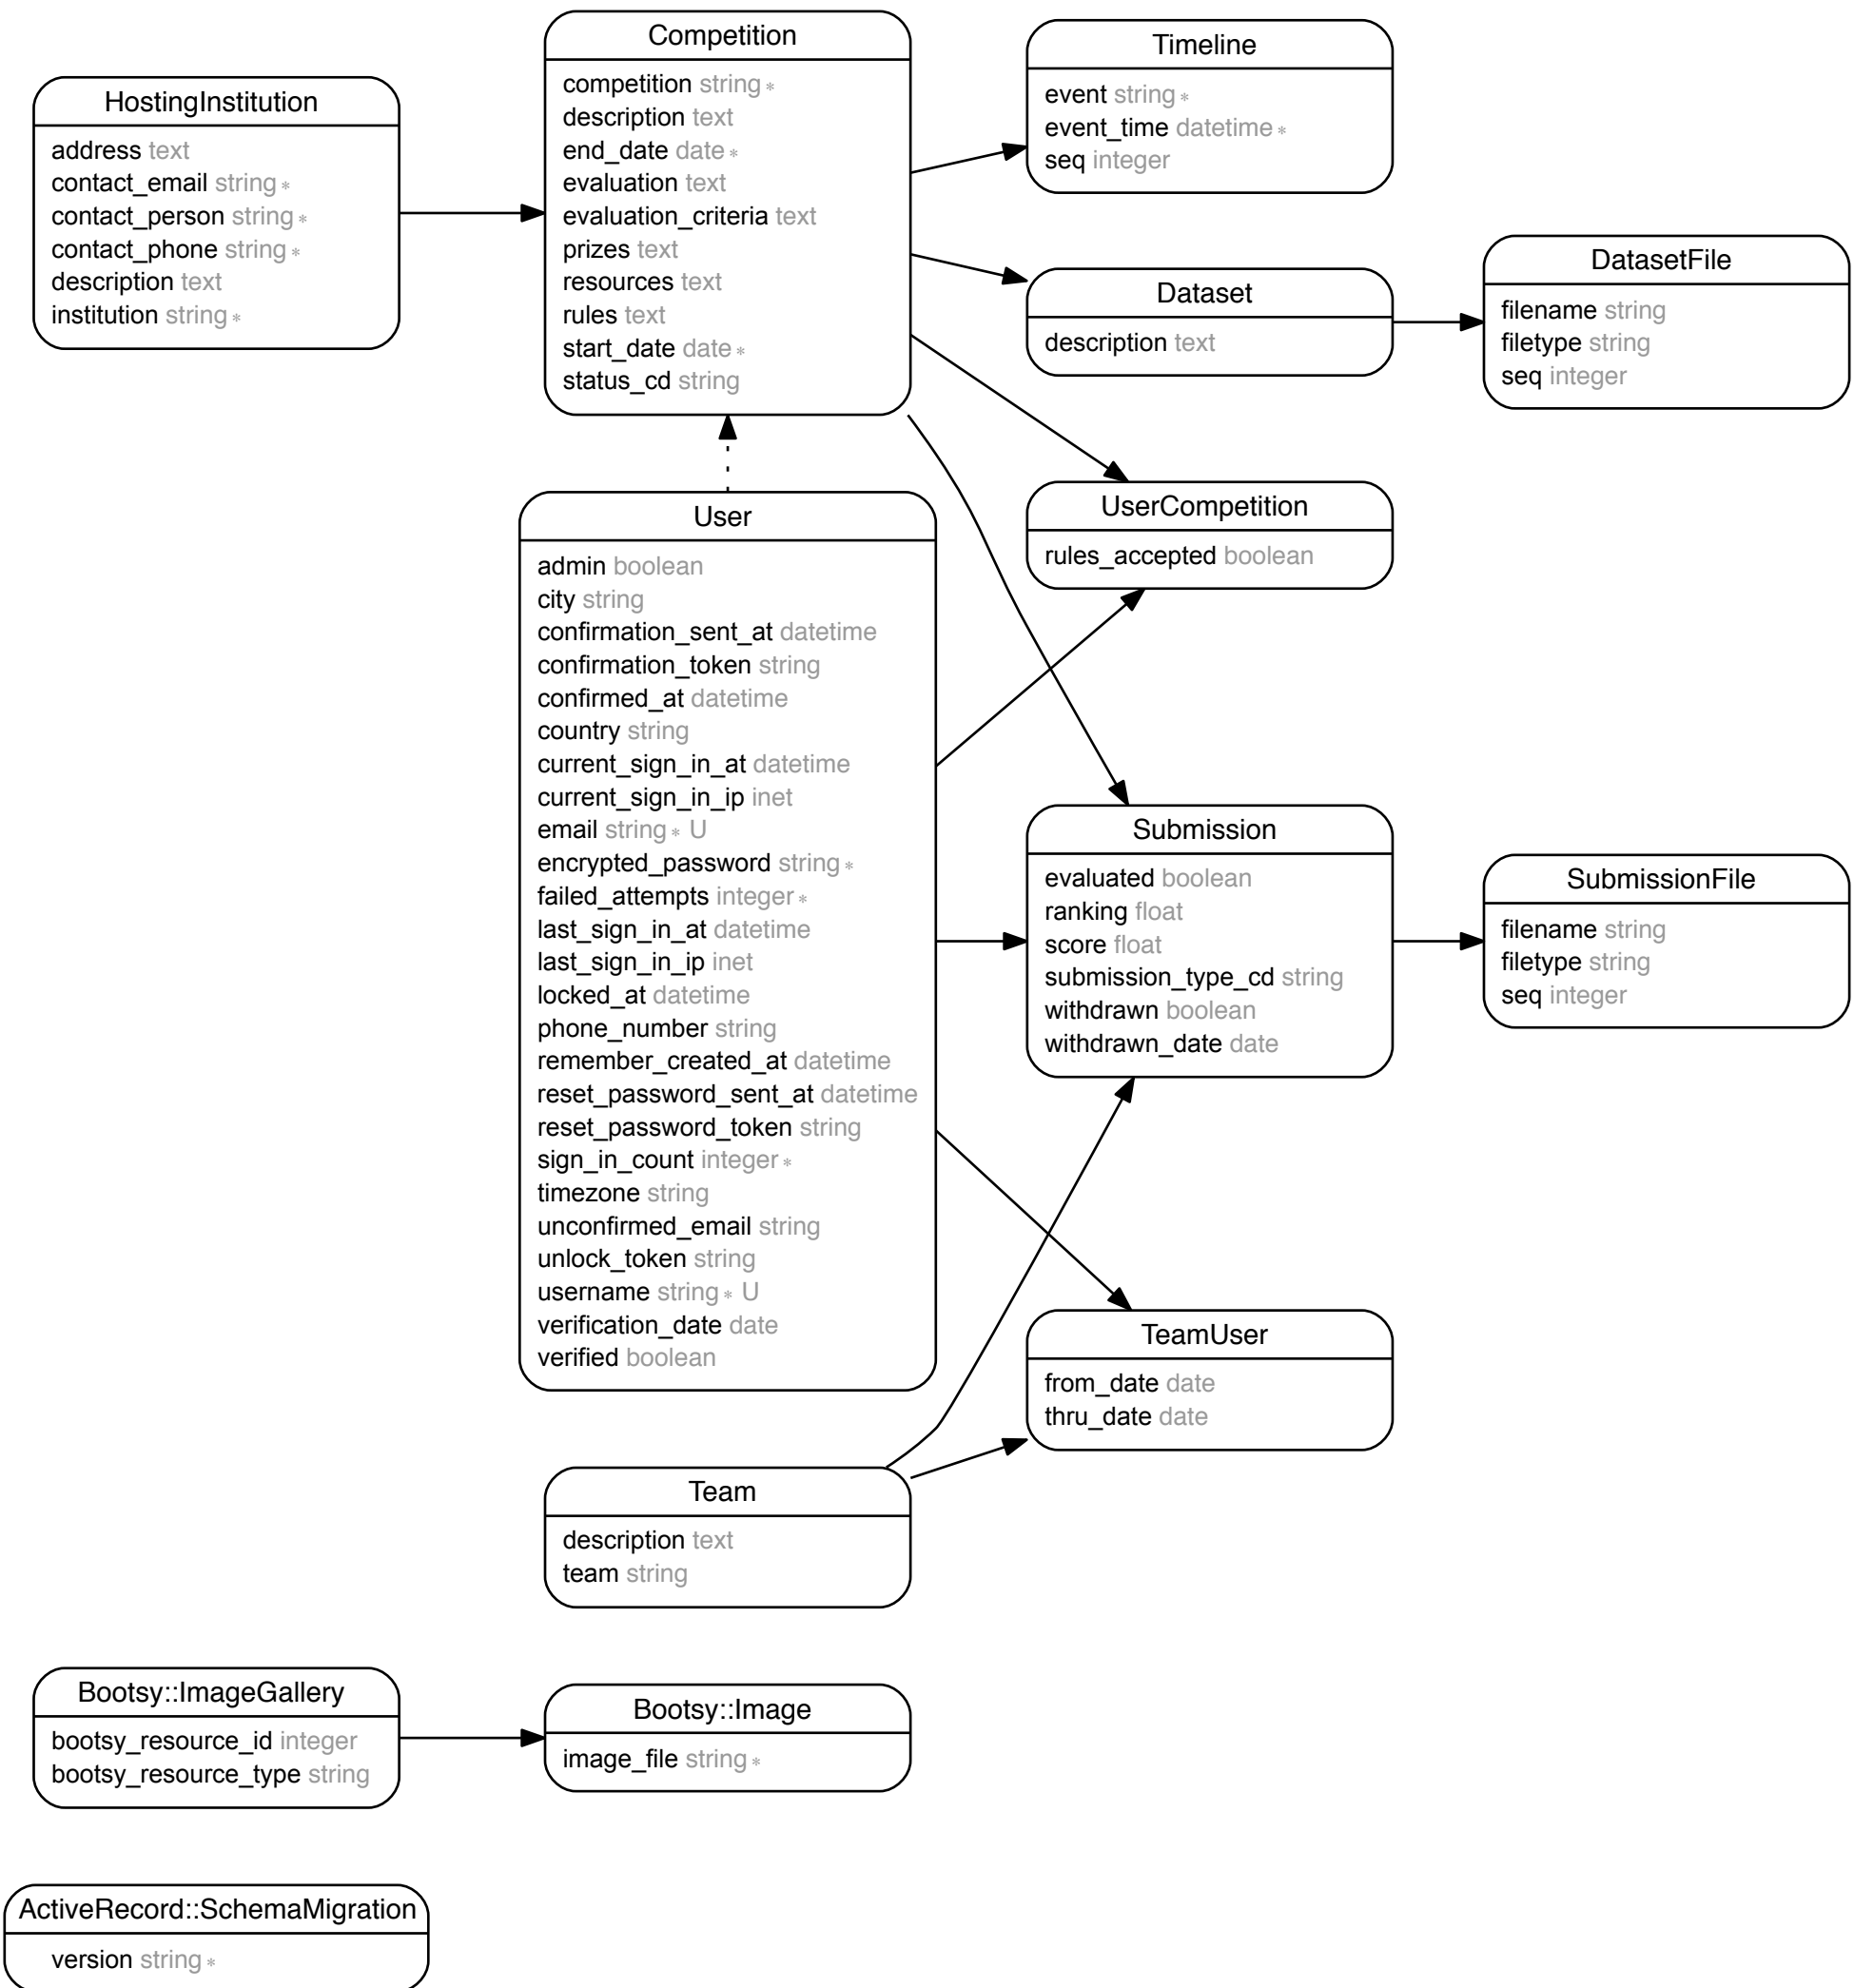 HostingInstitution
address text
contact_email string *
contact_person string *
contact_phone string *
description text
institution string *
Competition
competition string *
description text
end_date date *
evaluation text
evaluation_criteria text
prizes text
resources text
rules text
start_date date *
status_cd string
Timeline
event string *
event_time datetime *
seq integer
Dataset
description text
DatasetFile
filename string
filetype string
seq integer
UserCompetition
rules_accepted boolean
User
admin boolean
city string
confirmation_sent_at datetime
confirmation_token string
confirmed_at datetime
country string
current_sign_in_at datetime
current_sign_in_ip inet
email string * U
encrypted_password string *
failed_attempts integer *
last_sign_in_at datetime
last_sign_in_ip inet
locked_at datetime
phone_number string
remember_created_at datetime
reset_password_sent_at datetime
reset_password_token string
sign_in_count integer *
timezone string
unconfirmed_email string
unlock_token string
username string * U
verification_date date
verified boolean
Submission
evaluated boolean
ranking float
score float
submission_type_cd string
withdrawn boolean
withdrawn_date date
SubmissionFile
filename string
filetype string
seq integer
TeamUser
from_date date
thru_date date
Team
description text
team string
Bootsy::ImageGallery
bootsy_resource_id integer
bootsy_resource_type string
Bootsy::Image
image_file string *
ActiveRecord::SchemaMigration
version string *